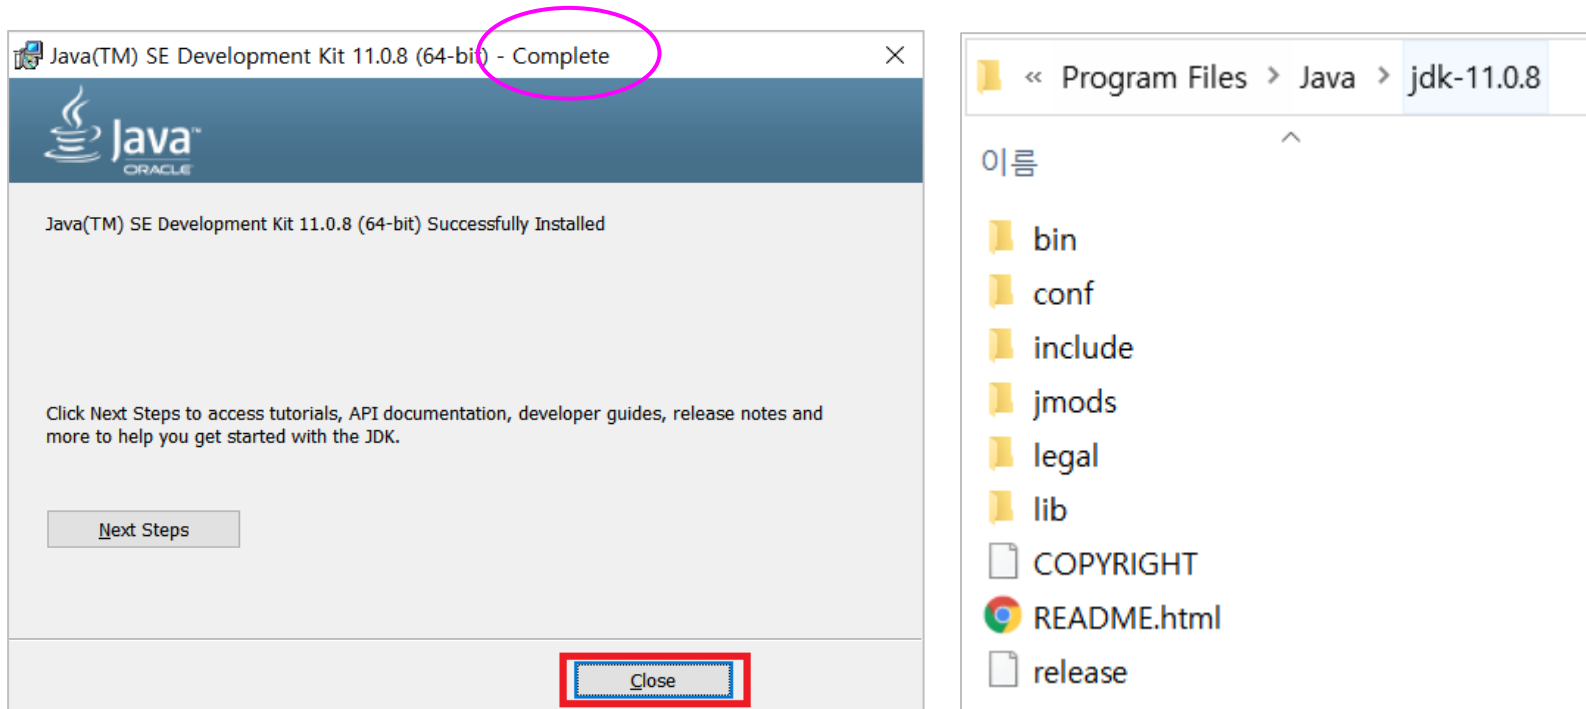 Java(TM) SE Development Kit 11.0.8 (64-bit) - Complete
Java™
ORACLE
Java(TM) SE Development Kit 11.0.8 (64-bit) Successfully Installed
Click Next Steps to access tutorials, API documentation, developer guides, release notes and
more to help you get started with the JDK.
Next Steps
Close
« Program Files > Java > jdk-11.0.8
이름
bin
conf
include
jmods
legal
lib
COPYRIGHT
README.html
release